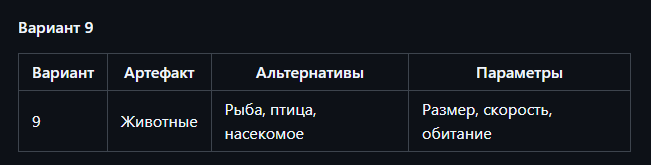 Вариант 9
Вариант Артефакт Альтернативы Параметры
9 Животные Рыба, птица, насекомое Размер, скорость, обитание